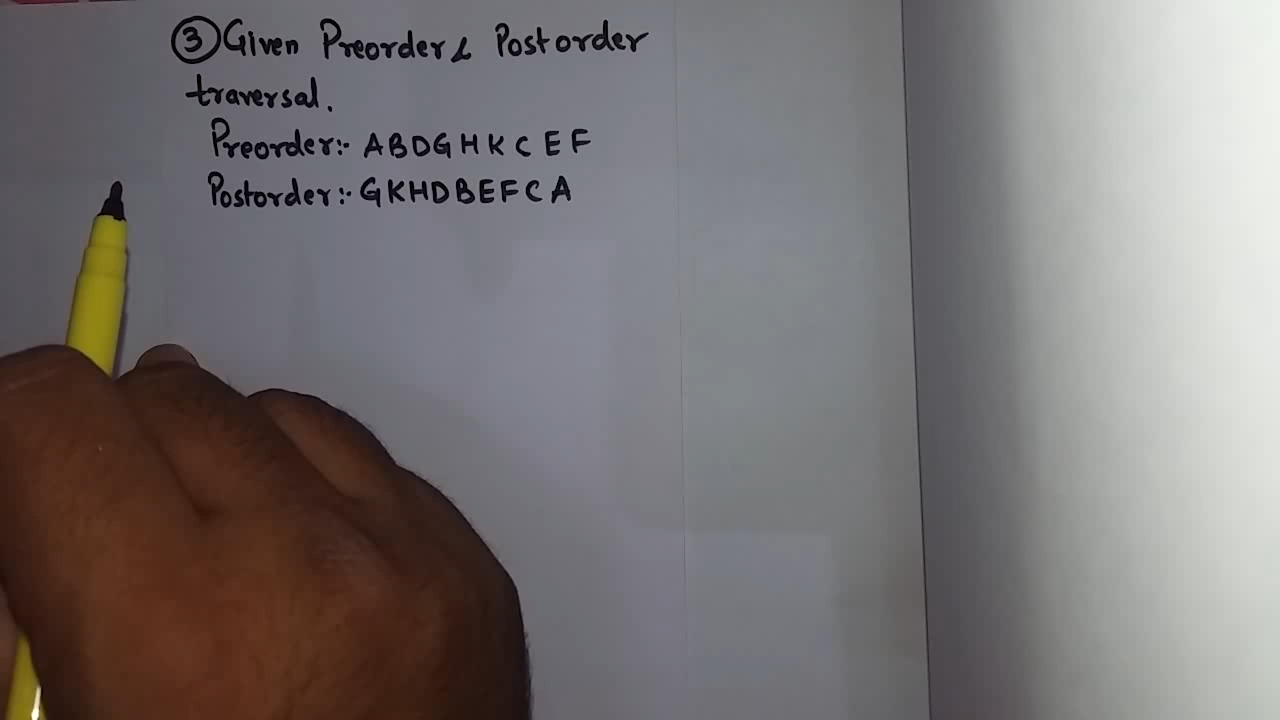 ③ Given Preorder & Postorder
traversal.
Preorder:- A B D G H K C E F
Postorder:- G K H D B E F C A